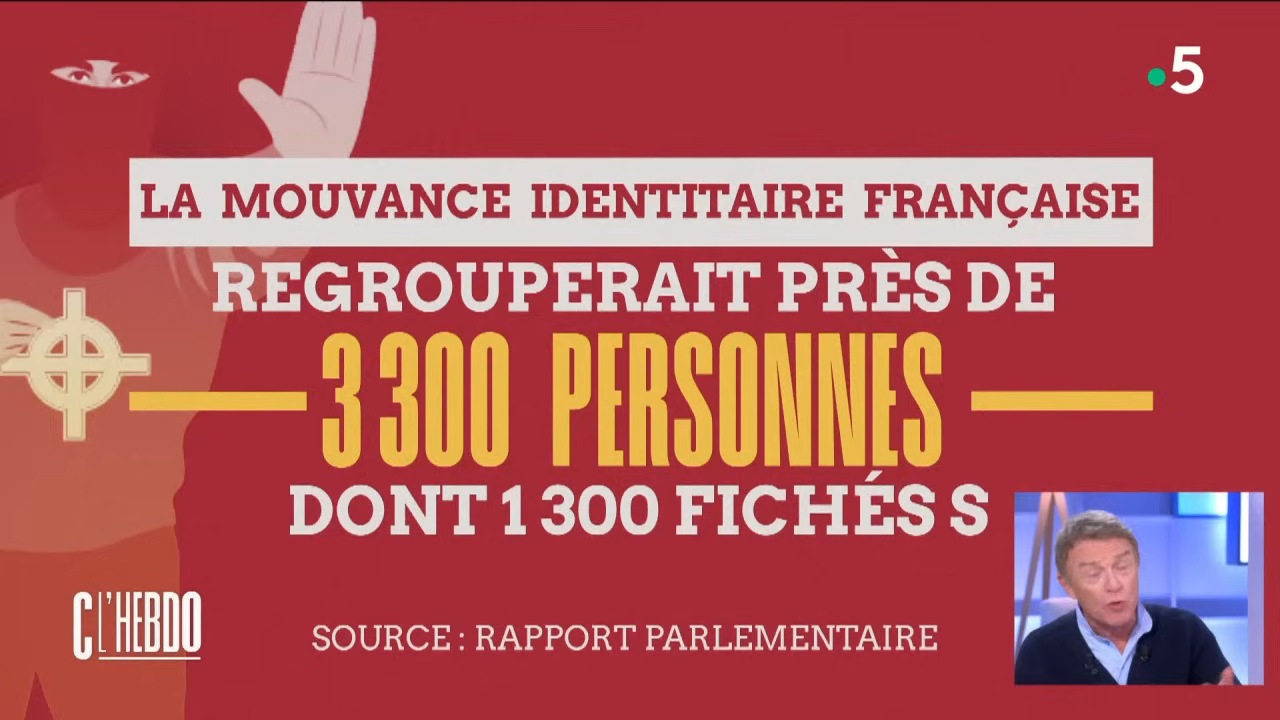 5
LA MOUVANCE IDENTITAIRE FRANÇAISE
REGROUPERAIT PRÈS DE
3 300 PERSONNES
DONT 1 300 FICHÉS S
C L'HEBDO
SOURCE : RAPPORT PARLEMENTAIRE